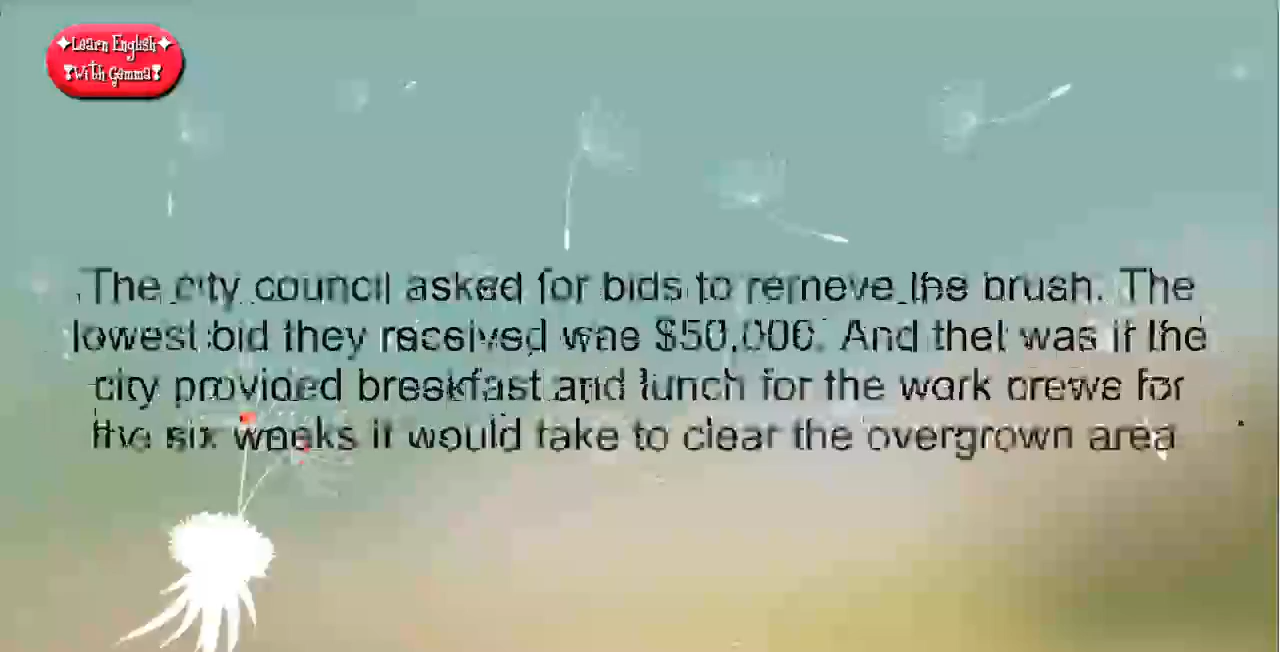 Learn English
With Gamma
The city council asked for bids to remove the brush. The
lowest bid they received was $50,000. And that was if the
city provided breakfast and lunch for the work crews for
the six weeks it would take to clear the overgrown area